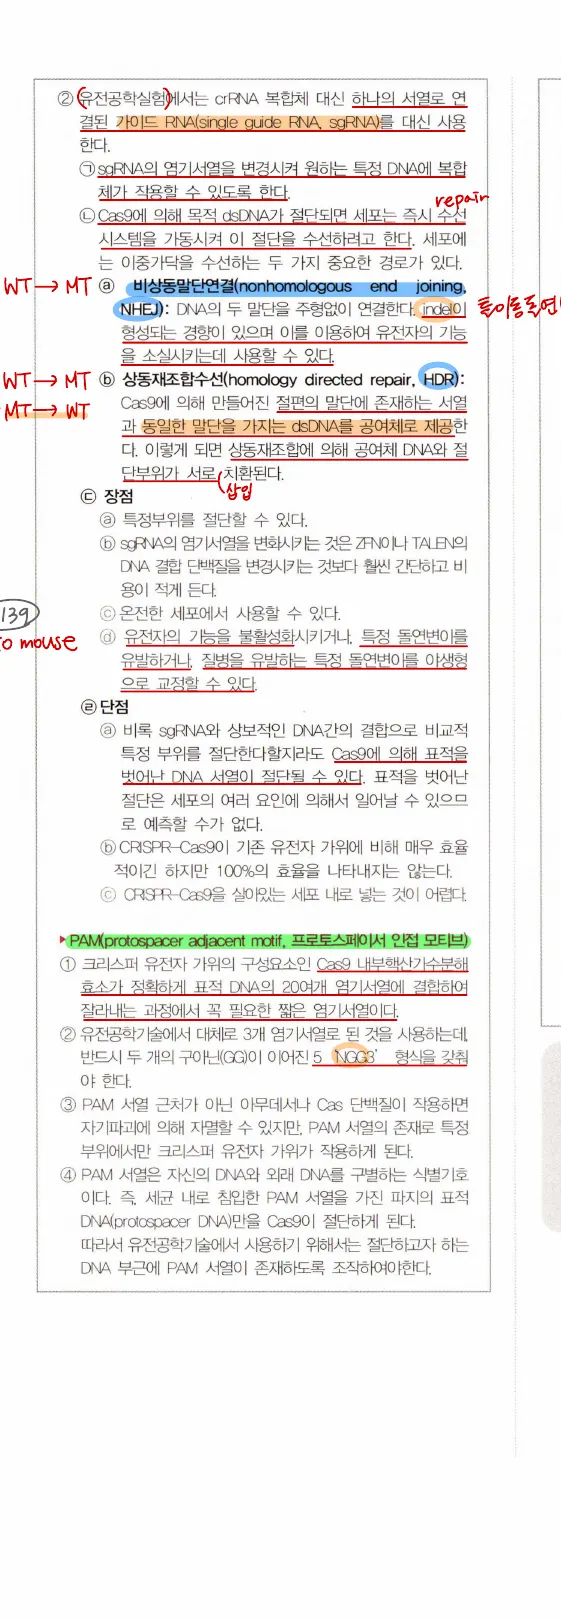 ② (유전공학실험)에서는 crRNA 복합체 대신 하나의 서열로 연
결된 가이드 RNA(single guide RNA, sgRNA)를 대신 사용
한다.
㉠ sgRNA의 염기서열을 변경시켜 원하는 특정 DNA에 복합
체가 작용할 수 있도록 한다.
repair
㉡ Cas9에 의해 목적 dsDNA가 절단되면 세포는 즉시 수선
시스템을 가동시켜 이 절단을 수선하려고 한다. 세포에
는 이중가닥을 수선하는 두 가지 중요한 경로가 있다.
WT → MT ⓐ 비상동말단연결(nonhomologous end joining,
NHEJ): DNA의 두 말단을 주형없이 연결한다. indel이 틀이동돌연
형성되는 경향이 있으며 이를 이용하여 유전자의 기능
을 소실시키는데 사용할 수 있다.
WT → MT ⓑ 상동재조합수선(homology directed repair, HDR):
MT → WT Cas9에 의해 만들어진 절편의 말단에 존재하는 서열
과 동일한 말단을 가지는 dsDNA를 공여체로 제공한
다. 이렇게 되면 상동재조합에 의해 공여체 DNA와 절
단부위가 서로 치환된다.
삽입
㉢ 장점
ⓐ 특정부위를 절단할 수 있다.
ⓑ sgRNA의 염기서열을 변화시키는 것은 ZFN이나 TALEN의
DNA 결합 단백질을 변경시키는 것보다 훨씬 간단하고 비
용이 적게 든다.
139 ⓒ 온전한 세포에서 사용할 수 있다.
to mouse ⓓ 유전자의 기능을 불활성화시키거나, 특정 돌연변이를
유발하거나, 질병을 유발하는 특정 돌연변이를 야생형
으로 교정할 수 있다.
㉣ 단점
ⓐ 비록 sgRNA와 상보적인 DNA간의 결합으로 비교적
특정 부위를 절단한다할지라도 Cas9에 의해 표적을
벗어난 DNA 서열이 절단될 수 있다. 표적을 벗어난
절단은 세포의 여러 요인에 의해서 일어날 수 있으므
로 예측할 수가 없다.
ⓑ CRISPR-Cas9이 기존 유전자 가위에 비해 매우 효율
적이긴 하지만 100%의 효율을 나타내지는 않는다.
ⓒ CRISPR-Cas9을 살아있는 세포 내로 넣는 것이 어렵다.
▶PAM(protospacer adjacent motif, 프로토스페이서 인접 모티브)
① 크리스퍼 유전자 가위의 구성요소인 Cas9 내부핵산가수분해
효소가 정확하게 표적 DNA의 20여개 염기서열에 결합하여
잘라내는 과정에서 꼭 필요한 짧은 염기서열이다.
② 유전공학기술에서 대체로 3개 염기서열로 된 것을 사용하는데,
반드시 두 개의 구아닌(GG)이 이어진 5 ‘NGG3’ 형식을 갖춰
야 한다.
③ PAM 서열 근처가 아닌 아무데서나 Cas 단백질이 작용하면
자기파괴에 의해 자멸할 수 있지만, PAM 서열의 존재로 특정
부위에서만 크리스퍼 유전자 가위가 작용하게 된다.
④ PAM 서열은 자신의 DNA와 외래 DNA를 구별하는 식별기호
이다. 즉, 세균 내로 침입한 PAM 서열을 가진 파지의 표적
DNA(protospacer DNA)만을 Cas9이 절단하게 된다.
따라서 유전공학기술에서 사용하기 위해서는 절단하고자 하는
DNA 부근에 PAM 서열이 존재하도록 조작하여야한다.